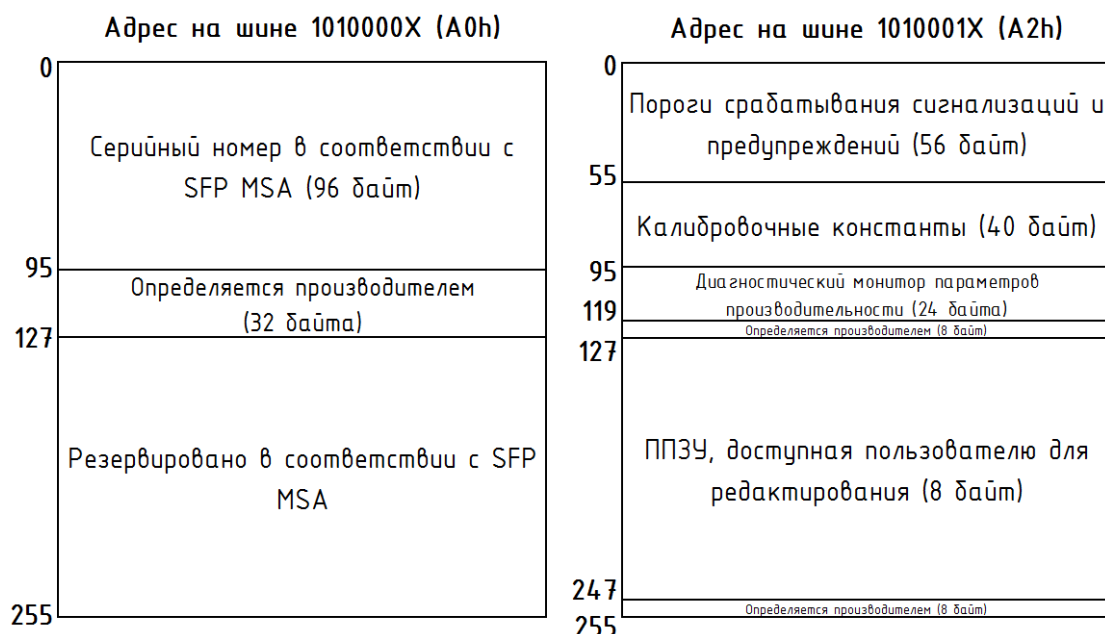 Адрес на шине 1010000X (A0h)
0
Серийный номер в соответствии с
SFP MSA (96 байт)
95
Определяется производителем
(32 байта)
127
Резервировано в соответствии с SFP
MSA
255
Адрес на шине 1010001X (A2h)
0
Пороги срабатывания сигнализаций и
предупреждений (56 байт)
55
Калибровочные константы (40 байт)
95
Диагностический монитор параметров
производительности (24 байта)
119
Определяется производителем (8 байт)
127
ППЗУ, доступная пользователю для
редактирования (8 байт)
247
Определяется производителем (8 байт)
255